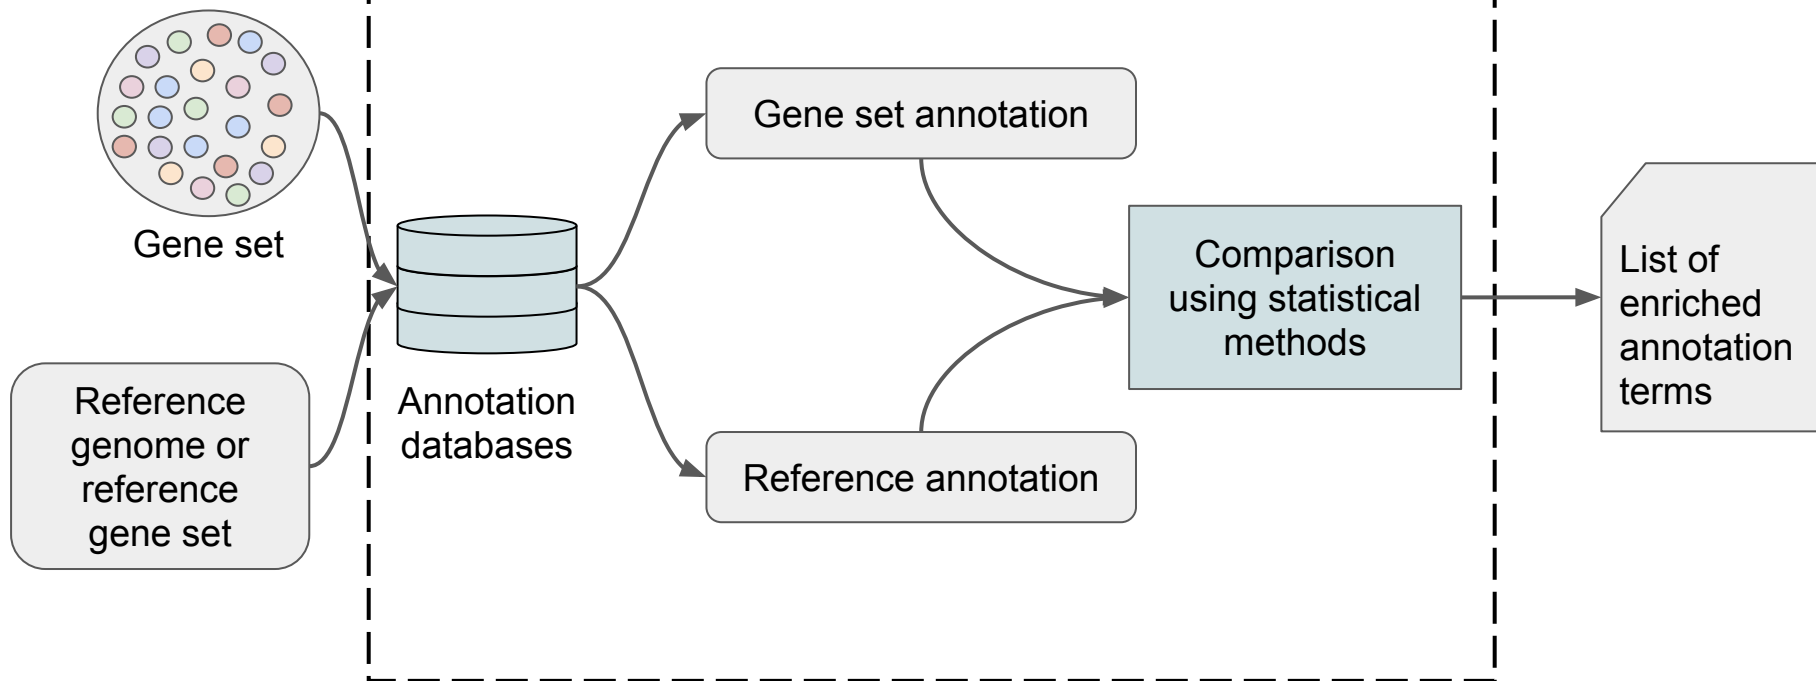 Gene set
Reference
genome or
reference
gene set
Annotation
databases
Gene set annotation
Reference annotation
Comparison
using statistical
methods
List of
enriched
annotation
terms